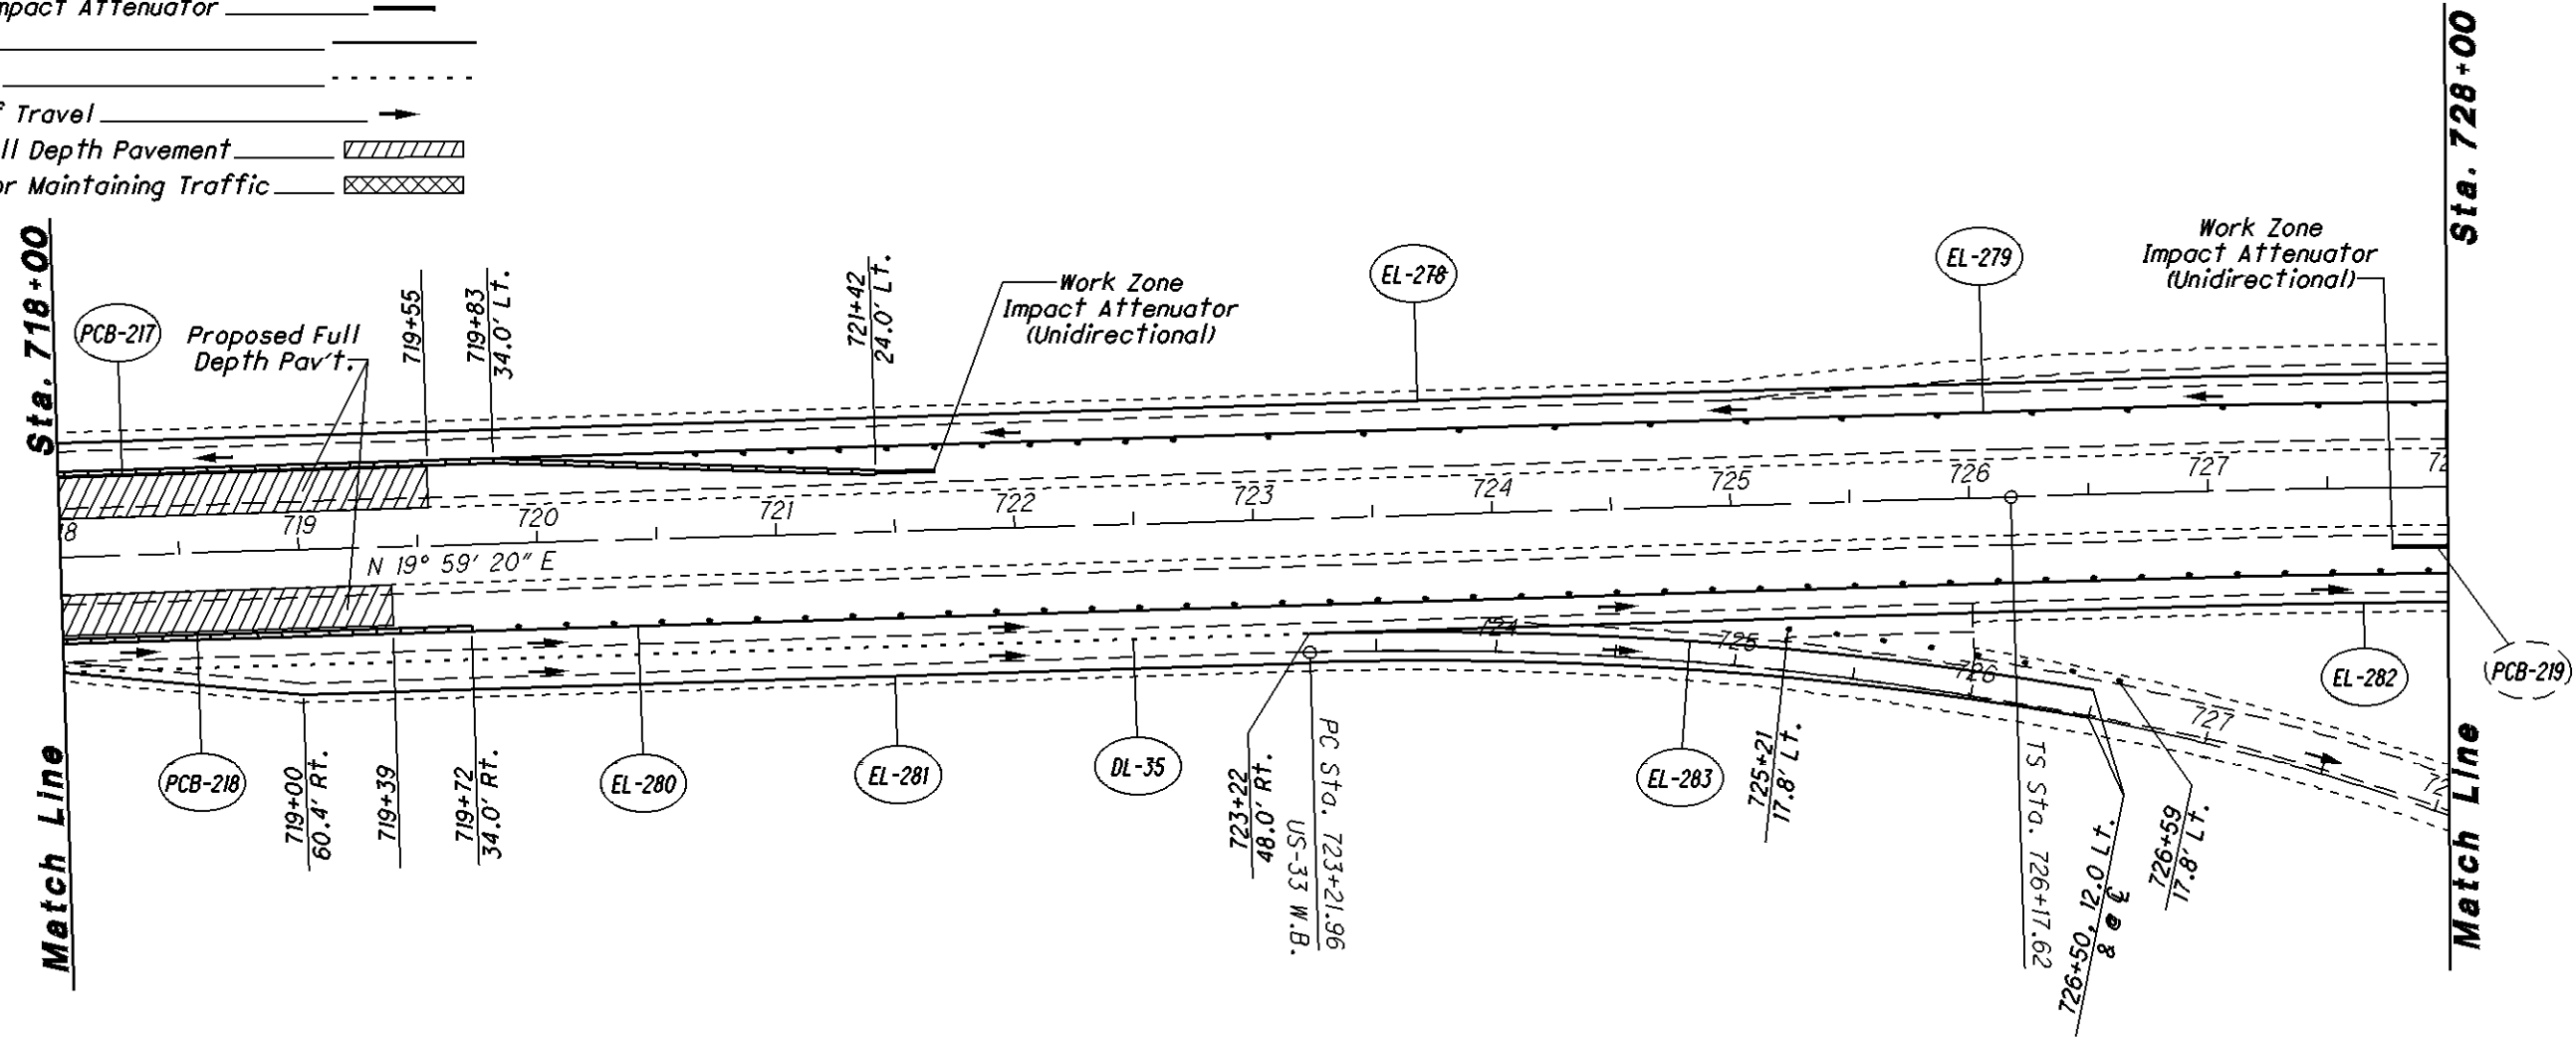 mpact Attenuator
f Travel
ll Depth Pavement
or Maintaining Traffic
Sta. 718+00
Sta. 728+00
PCB-217
Proposed Full
Depth Pav't.
719+55
719+83
34.0' Lt.
721+42
24.0' Lt.
Work Zone
Impact Attenuator
(Unidirectional)
EL-278
EL-279
Work Zone
Impact Attenuator
(Unidirectional)
8
719
720
721
722
723
724
725
726
727
72
N 19° 59' 20" E
724
725
726
727
72
Match Line
PCB-218
719+00
60.4' Rt.
719+39
719+72
34.0' Rt.
EL-280
EL-281
DL-35
723+22
48.0' Rt.
PC Sta. 723+21.96
US-33 W.B.
EL-283
725+21
17.8' Lt.
TS Sta. 726+17.62
726+50, 12.0 Lt.
&
726+59
17.8' Lt.
EL-282
PCB-219
Match Line